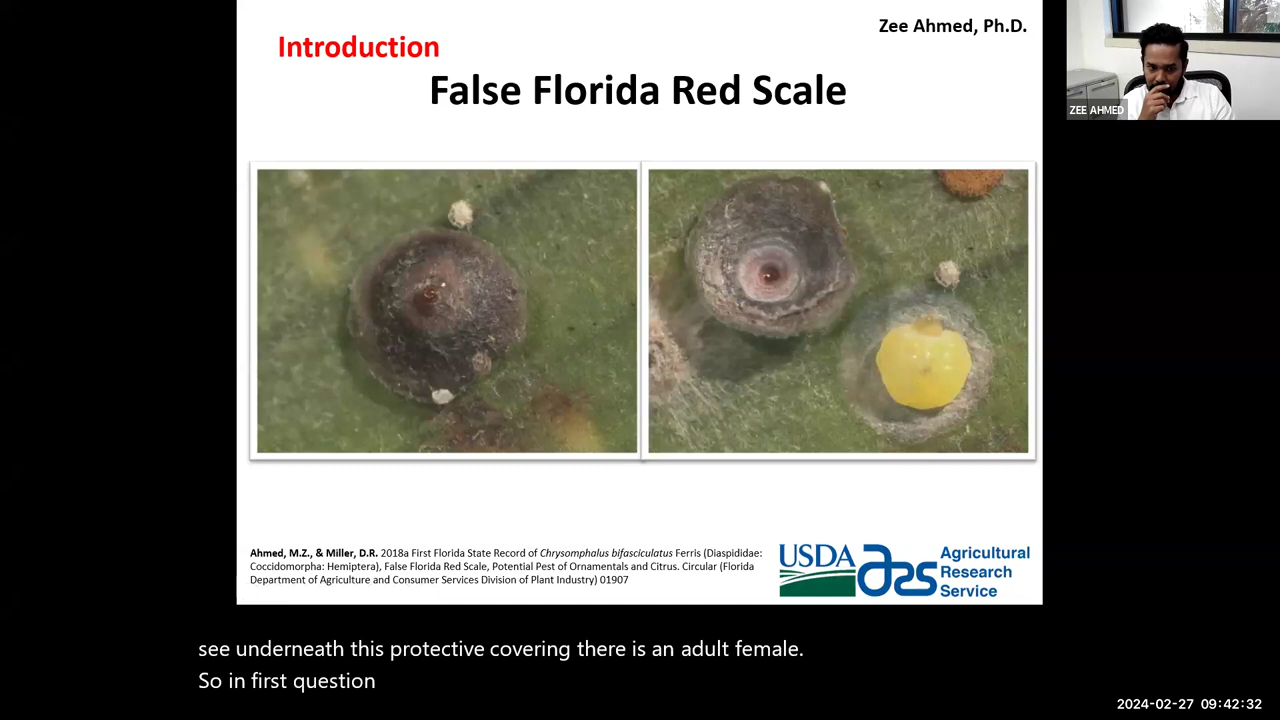 Zee Ahmed, Ph.D.
Introduction
False Florida Red Scale
ZEE AHMED
Ahmed, M.Z., & Miller, D.R. 2018a First Florida State Record of Chrysomphalus bifasciculatus Ferris (Diaspididae:
Coccidomorpha: Hemiptera), False Florida Red Scale, Potential Pest of Ornamentals and Citrus. Circular (Florida
Department of Agriculture and Consumer Services Division of Plant Industry) 01907
USDA
ars
Agricultural
Research
Service
see underneath this protective covering there is an adult female.
So in first question
2024-02-27 09:42:32